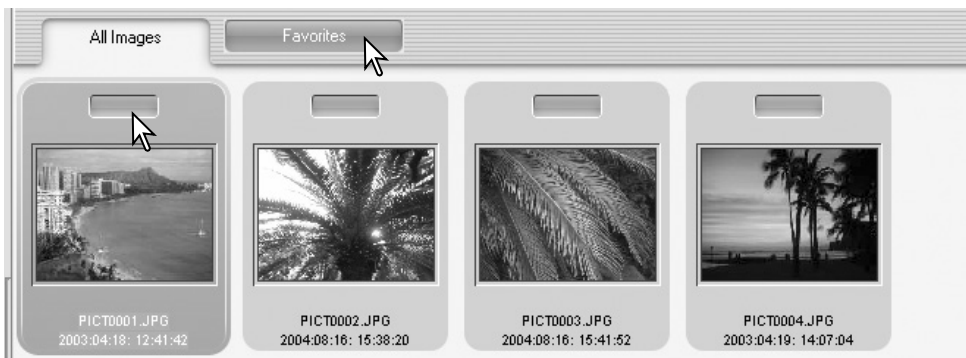 All Images
Favorites
PICT0001.JPG
2003:04:18: 12:41:42
PICT0002.JPG
2004:08:16: 15:38:20
PICT0003.JPG
2004:08:16: 15:41:52
PICT0004.JPG
2003:04:19: 14:07:04